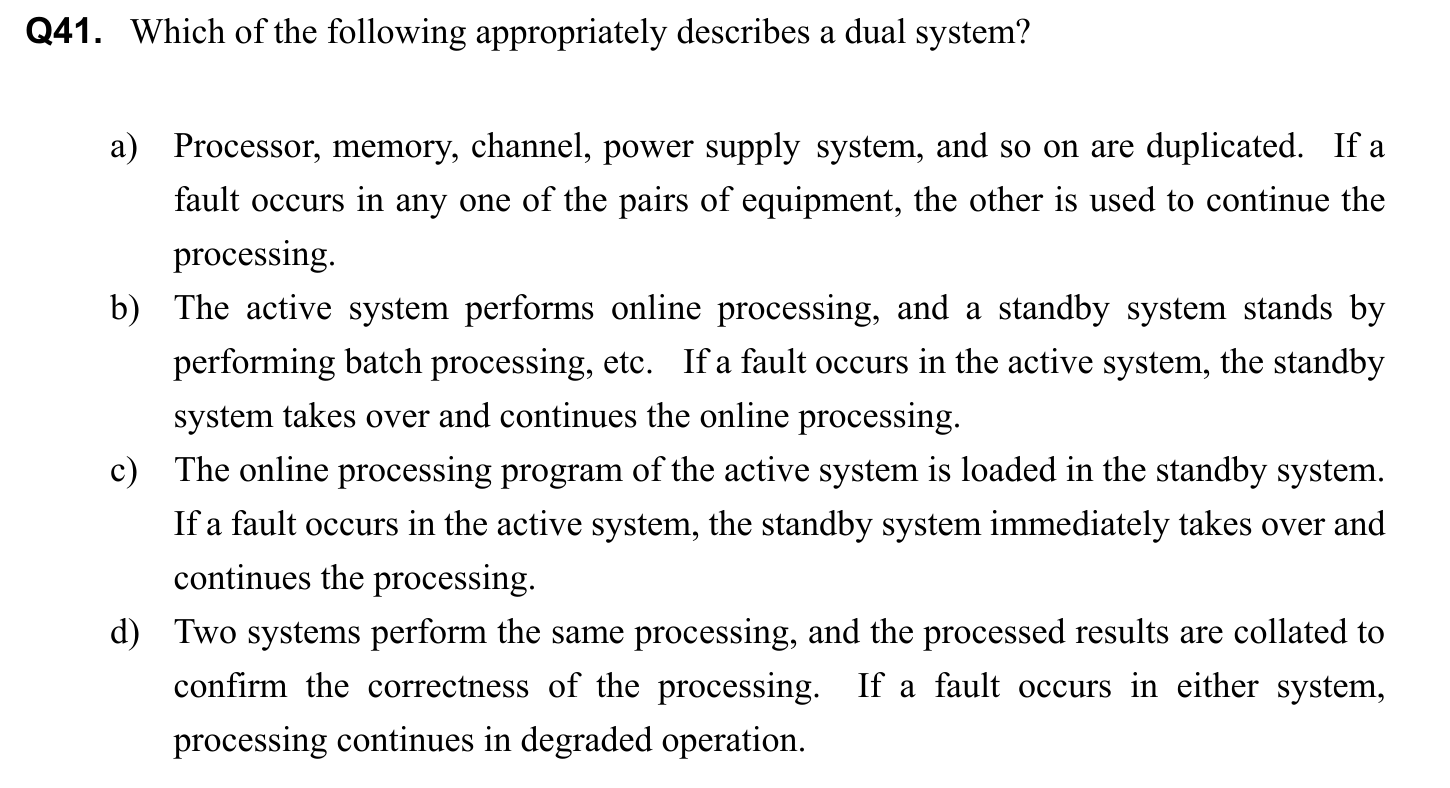 Q41. Which of the following appropriately describes a dual system?
a) Processor, memory, channel, power supply system, and so on are duplicated. If a
fault occurs in any one of the pairs of equipment, the other is used to continue the
processing.
b) The active system performs online processing, and a standby system stands by
performing batch processing, etc. If a fault occurs in the active system, the standby
system takes over and continues the online processing.
c) The online processing program of the active system is loaded in the standby system.
If a fault occurs in the active system, the standby system immediately takes over and
continues the processing.
d) Two systems perform the same processing, and the processed results are collated to
confirm the correctness of the processing. If a fault occurs in either system,
processing continues in degraded operation.